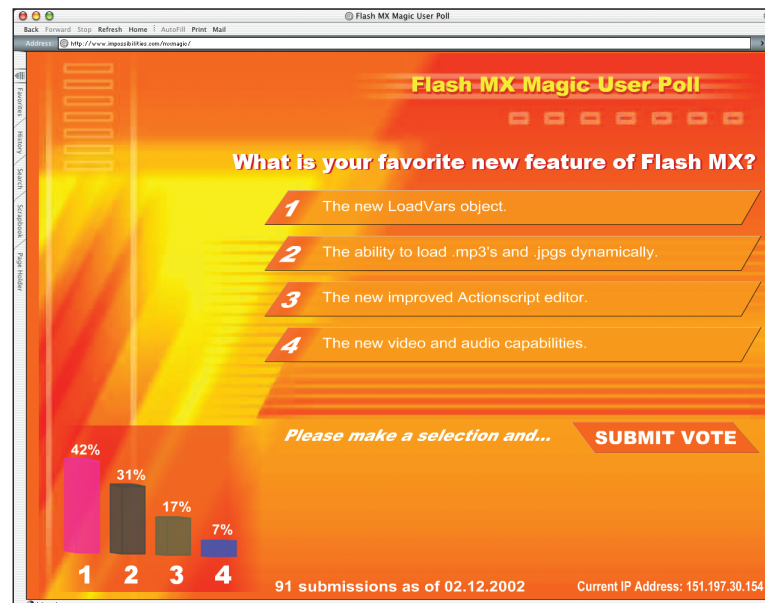 Flash MX Magic User Poll
Back Forward Stop Refresh Home AutoFill Print Mail
Address: http://www.impossibilities.com/mxmagic/
Favorites
History
Search
Scrapbook
Page Holder
Flash MX Magic User Poll
What is your favorite new feature of Flash MX?
1 The new LoadVars object.
2 The ability to load .mp3's and .jpgs dynamically.
3 The new improved Actionscript editor.
4 The new video and audio capabilities.
Please make a selection and... SUBMIT VOTE
42%
31%
17%
7%
1 2 3 4
91 submissions as of 02.12.2002 Current IP Address: 151.197.30.154